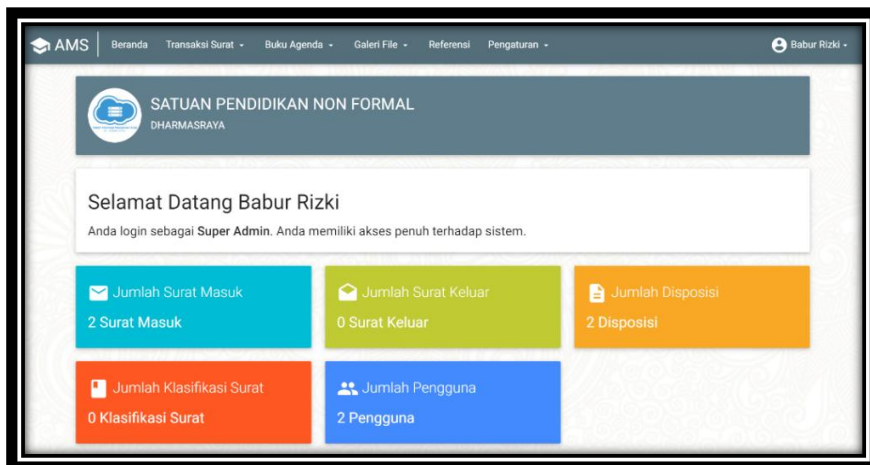 AMS Beranda Transaksi Surat Buku Agenda Galeri File Referensi Pengaturan Babur Rizki
SATUAN PENDIDIKAN NON FORMAL
DHARMASRAYA
Selamat Datang Babur Rizki
Anda login sebagai Super Admin. Anda memiliki akses penuh terhadap sistem.
Jumlah Surat Masuk
2 Surat Masuk
Jumlah Surat Keluar
0 Surat Keluar
Jumlah Disposisi
2 Disposisi
Jumlah Klasifikasi Surat
0 Klasifikasi Surat
Jumlah Pengguna
2 Pengguna